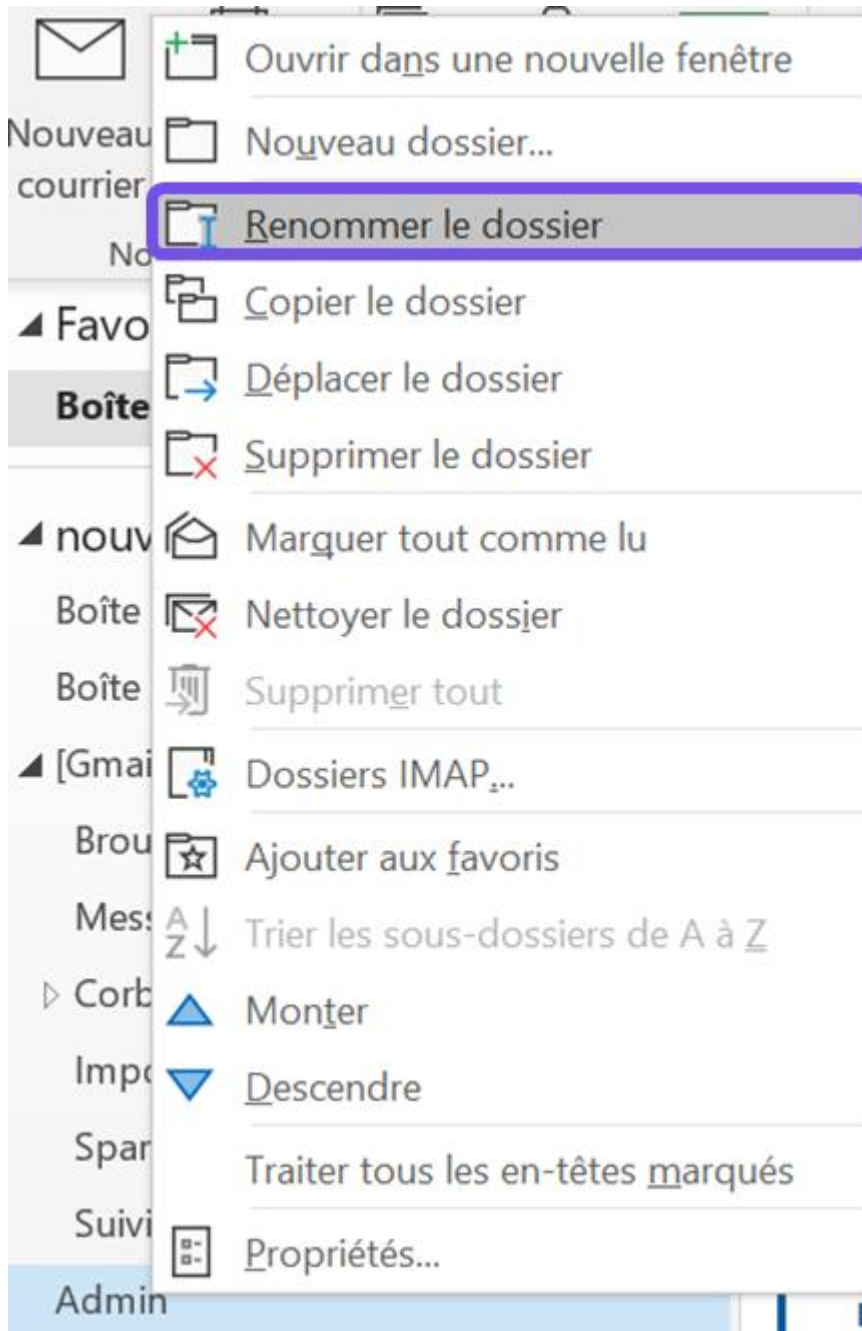 Nouveau
courrier
No
Favo
Boîte
nouv
Boîte
Boîte
[Gmai
Brou
Mess
Corb
Impo
Spar
Suivi
Admin
Ouvrir dans une nouvelle fenêtre
Nouveau dossier...
Renommer le dossier
Copier le dossier
Déplacer le dossier
Supprimer le dossier
Marquer tout comme lu
Nettoyer le dossier
Supprimer tout
Dossiers IMAP...
Ajouter aux favoris
AZ
Trier les sous-dossiers de A à Z
Monter
Descendre
Traiter tous les en-têtes marqués
Propriétés...